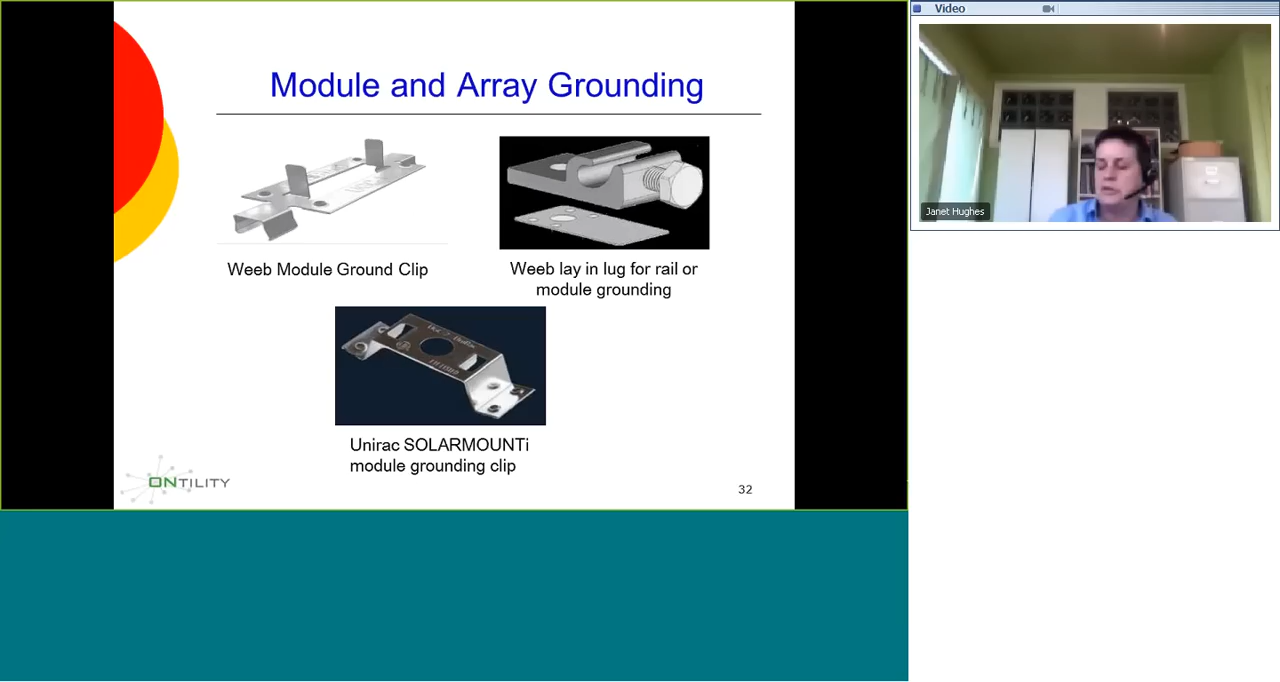 Module and Array Grounding
Weeb Module Ground Clip
Weeb lay in lug for rail or
module grounding
Unirac SOLARMOUNTi
module grounding clip
ONTILITY
32
Video
Janet Hughes